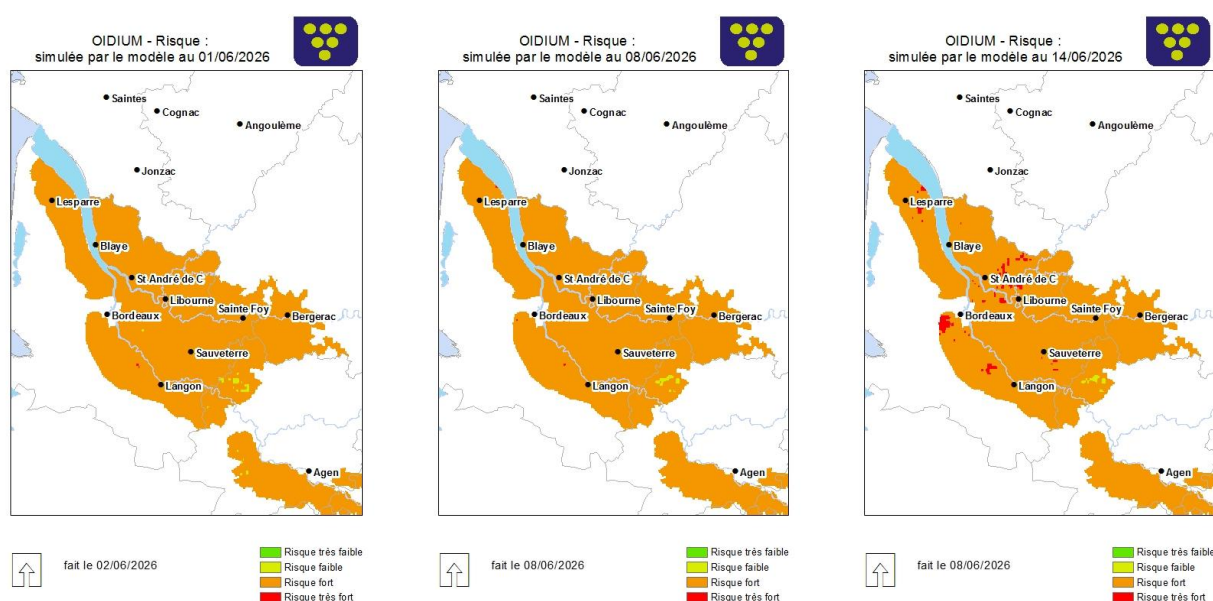 OIDIUM - Risque :
simulée par le modèle au 01/06/2026
Saintes
Cognac
Angoulème
Jonzac
Lesparre
Blaye
St André de C
Libourne
Sainte Foy
Bordeaux
Bergerac
Sauveterre
Langon
Agen
fait le 02/06/2026
Risque très faible
Risque faible
Risque fort
Risque très fort
OIDIUM - Risque :
simulée par le modèle au 08/06/2026
Saintes
Cognac
Angoulème
Jonzac
Lesparre
Blaye
St André de C
Libourne
Sainte Foy
Bordeaux
Bergerac
Sauveterre
Langon
Agen
fait le 08/06/2026
Risque très faible
Risque faible
Risque fort
Risque très fort
OIDIUM - Risque :
simulée par le modèle au 14/06/2026
Saintes
Cognac
Angoulème
Jonzac
Lesparre
Blaye
St André de C
Libourne
Sainte Foy
Bordeaux
Bergerac
Sauveterre
Langon
Agen
fait le 08/06/2026
Risque très faible
Risque faible
Risque fort
Risque très fort